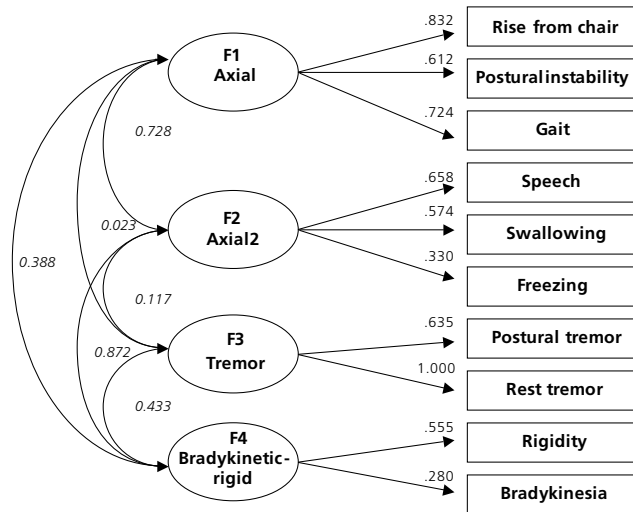 .832
Rise from chair
F1
Axial
.612
Postural instability
.724
Gait
0.728
.658
Speech
F2
Axial2
.574
Swallowing
0.023
.330
Freezing
0.388
0.117
.635
Postural tremor
F3
Tremor
0.872
1.000
Rest tremor
0.433
.555
Rigidity
F4
Bradykinetic-
rigid
.280
Bradykinesia